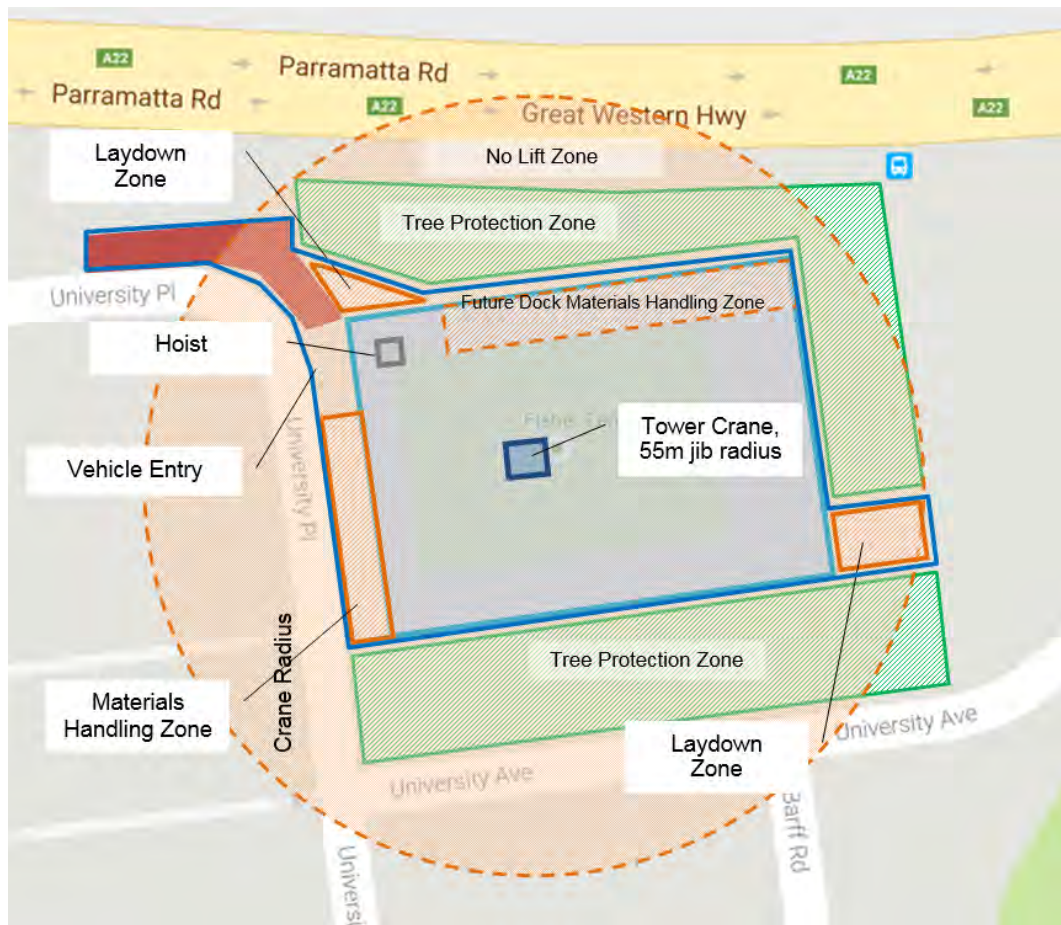 A22
Parramatta Rd
A22
Parramatta Rd
A22
Great Western Hwy
A22
Laydown
Zone
No Lift Zone
Tree Protection Zone
University Pl
Future Dock Materials Handling Zone
Hoist
Tower Crane,
55m jib radius
Vehicle Entry
University Pl
Crane Radius
Tree Protection Zone
Materials
Handling Zone
Laydown
Zone
University Ave
University Ave
Barff Rd
Universi